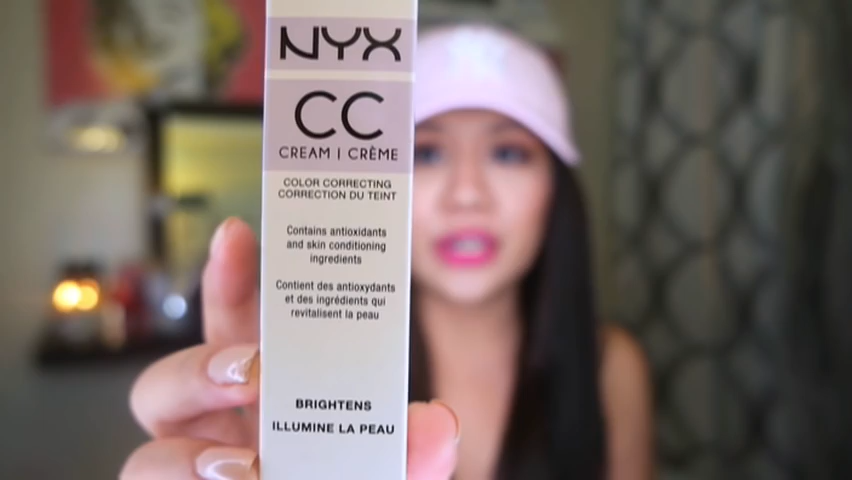 NYX
CC
CREAM | CRÈME
COLOR CORRECTING
CORRECTION DU TEINT
Contains antioxidants
and skin conditioning
ingredients
Contient des antioxydants
et des ingrédients qui
revitalisent la peau
BRIGHTENS
ILLUMINE LA PEAU